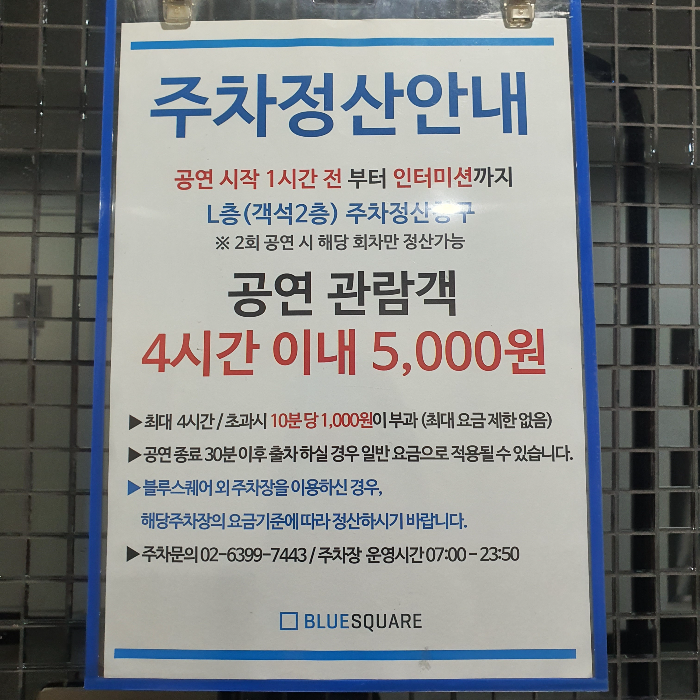 주차정산안내
공연 시작 1시간 전 부터 인터미션까지
L층(객석2층) 주차정산창구
※ 2회 공연 시 해당 회차만 정산가능
공연 관람객
4시간 이내 5,000원
▶최대 4시간 / 초과시 10분당 1,000원이 부과 (최대 요금 제한 없음)
▶공연 종료 30분 이후 출차 하실 경우 일반 요금으로 적용될 수 있습니다.
▶블루스퀘어 외 주차장을 이용하신 경우,
해당주차장의 요금기준에 따라 정산하시기 바랍니다.
▶주차문의 02-6399-7443 / 주차장 운영시간 07:00 - 23:50
BLUESQUARE